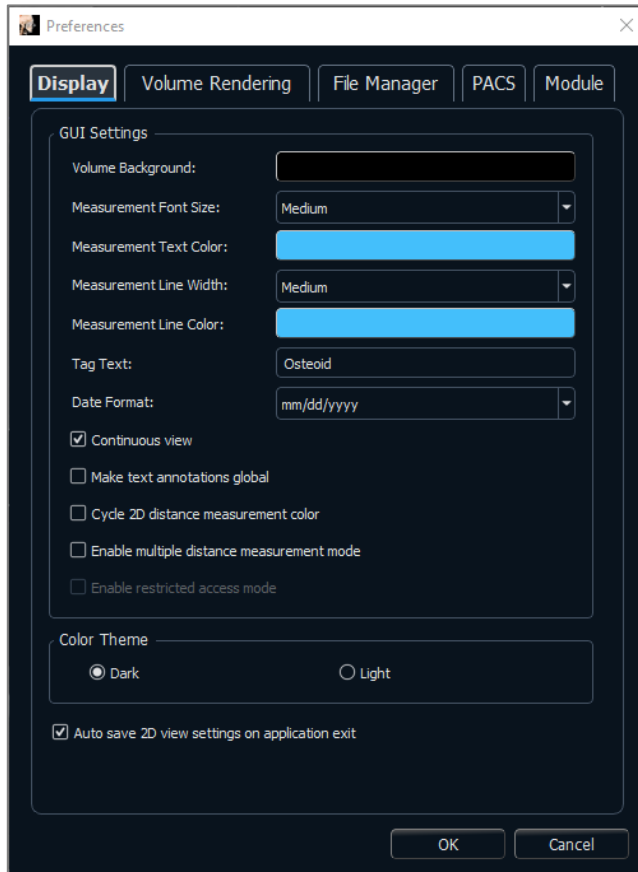 Preferences
Display Volume Rendering File Manager PACS Module
GUI Settings
Volume Background:
Measurement Font Size: Medium
Measurement Text Color:
Measurement Line Width: Medium
Measurement Line Color:
Tag Text: Osteoid
Date Format: mm/dd/yyyy
Continuous view
Make text annotations global
Cycle 2D distance measurement color
Enable multiple distance measurement mode
Enable restricted access mode
Color Theme
Dark Light
Auto save 2D view settings on application exit
OK Cancel